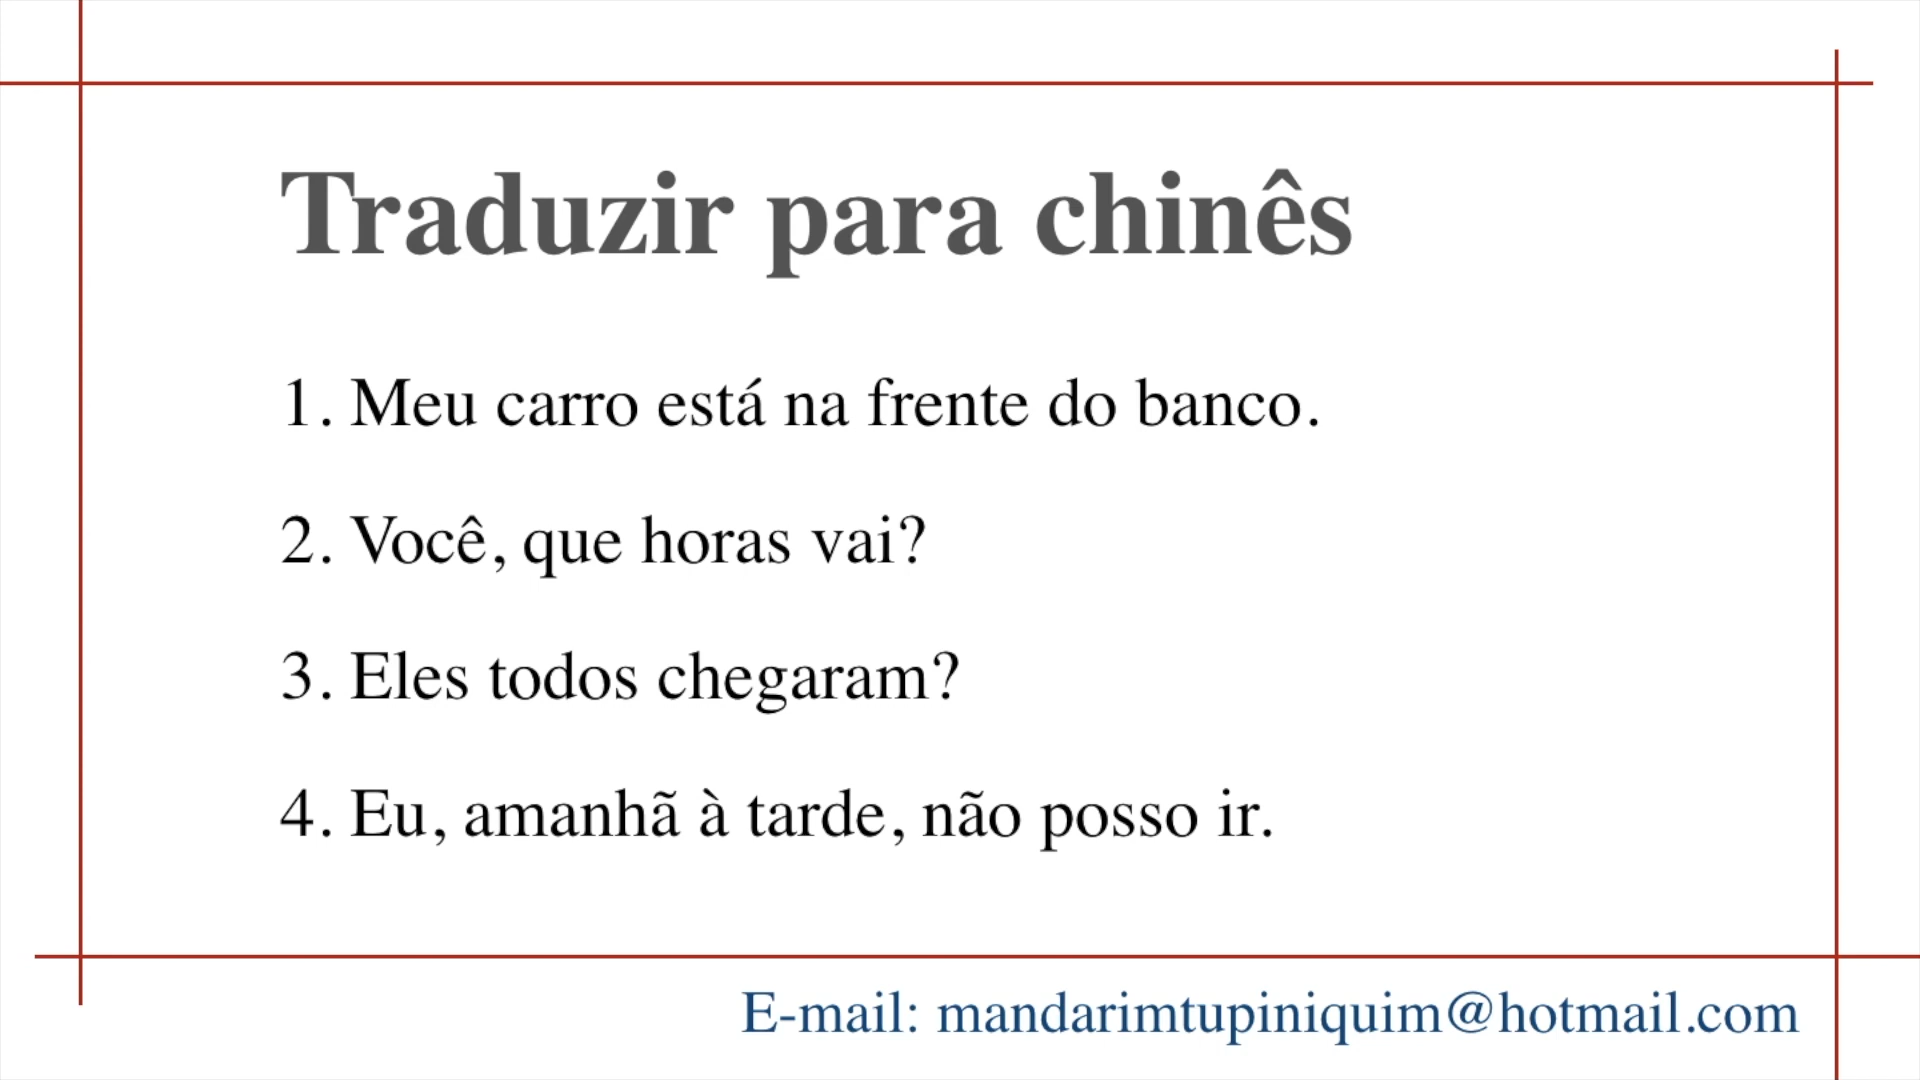 Traduzir para chinês
1. Meu carro está na frente do banco.
2. Você, que horas vai?
3. Eles todos chegaram?
4. Eu, amanhã à tarde, não posso ir.
E-mail: mandarimtupiniquim@hotmail.com